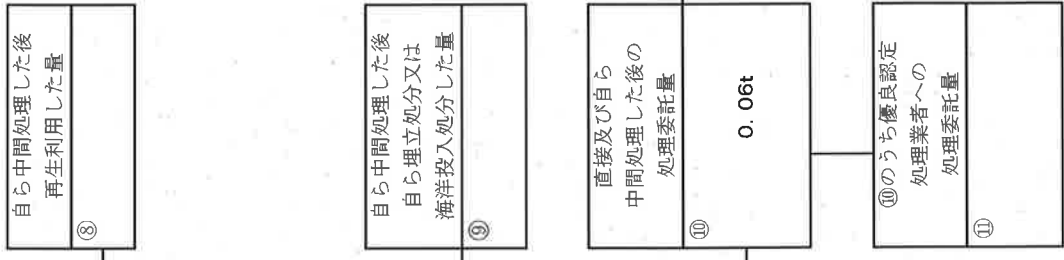 自ら中間処理した後
再生利用した量
⑧
自ら中間処理した後
自ら埋立処分又は
海洋投入処分した量
⑨
直接及び自ら
中間処理した後の
処理委託量
⑩
0.06t
⑩のうち優良認定
処理業者への
処理委託量
⑪